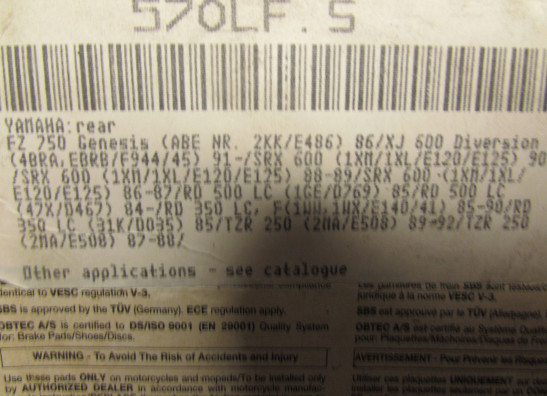 570LF.S
YAMAHA:rear
FZ 750 Genesis (ABE NR. 2KK/E486) 86/XJ 600 Diversion
(4BRA,EBRB/F944/45) 91-/SRX 600 (1XM/1XL/E120/E125) 90
/SRX 600 (1XM/1XL/E120/E125) 88-89/SRX 600 (1XM/1XL/
E120/E125) 86-87/RD 500 LC (1GE/0769) 85/RD 500 LC
(47X/D467) 84-/RD 350 LC, F(1WW,1WX/E140/41) 85-90/RD
350 LC (31K/D035) 85/TZR 250 (2MA/E508) 89-92/TZR 250
(2MA/E508) 87-88/
Other applications - see catalogue
identical to VESC regulation V-3.
juridique à la norme VESC V-3.
SBS is approved by the TÜV (Germany). ECE regulation apply.
SBS est approuvé par le TÜV (Allemagne).
OBTEC A/S is certified to DS/ISO 9001 (EN 29001) Quality System
for: Brake Parts/Shoes/Discs.
OBTEC A/S est certifié au Système Qualité
pour: Plaquettes/Mâchoires/Disques de
WARNING - To Avoid The Risk of Accidents and Injury
AVERTISSEMENT - Pour Prévenir les Risques
Use these parts ONLY on motorcycles and mopeds/To be installed only
by AUTHORIZED DEALER in accordance with motorcycle
Utiliser ces plaquettes UNIQUEMENT sur
installer les plaquettes seulement par un